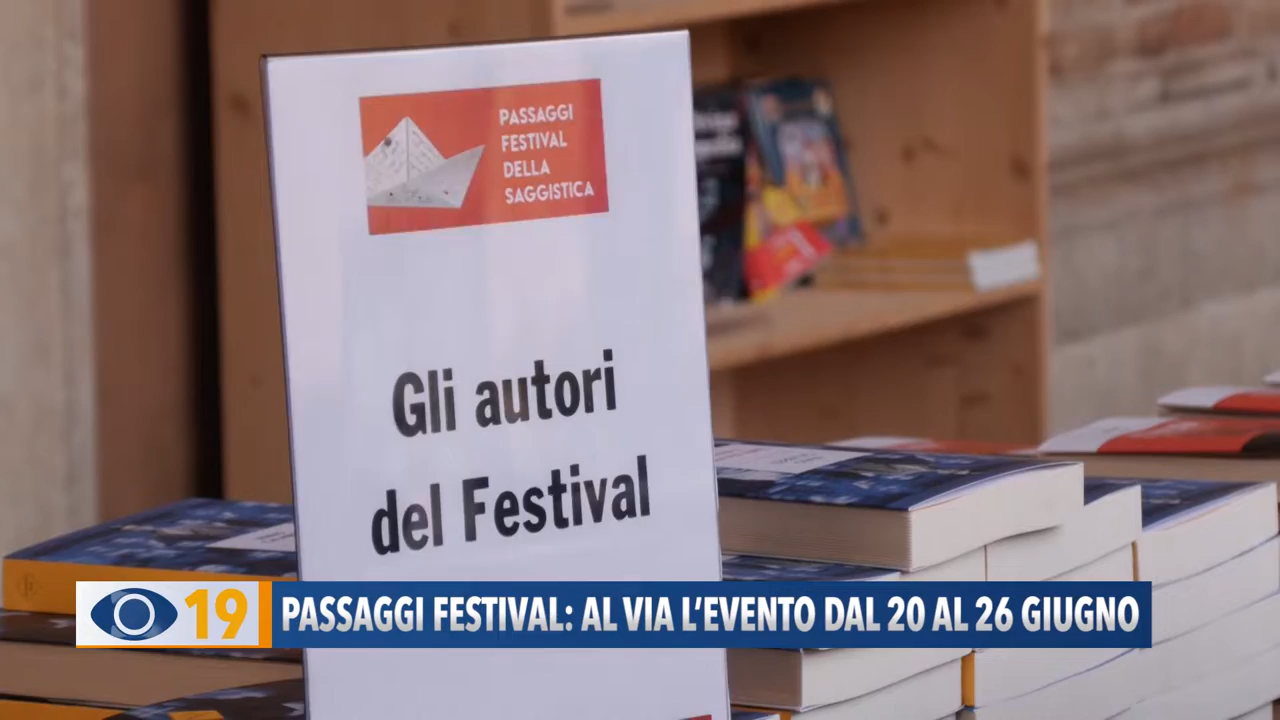 PASSAGGI
FESTIVAL
DELLA
SAGGISTICA
Gli autori
del Festival
19 PASSAGGI FESTIVAL: AL VIA L'EVENTO DAL 20 AL 26 GIUGNO